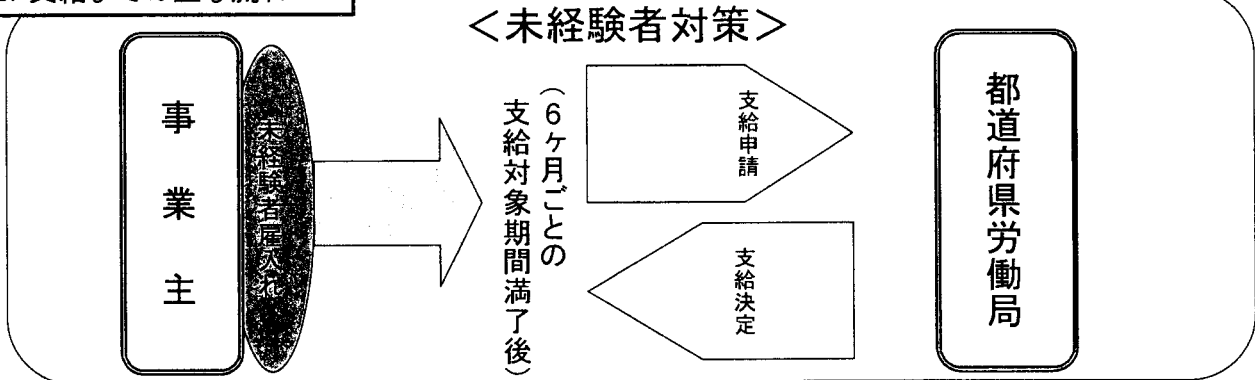 支給までの主な流れ
<未経験者対策>
事業主
未経験者雇入れ
(6ヶ月ごとの
支給対象期間満了後)
支給申請
支給決定
都道府県労働局